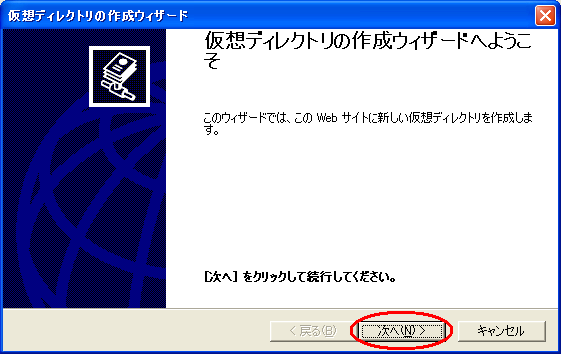 仮想ディレクトリの作成ウィザード
仮想ディレクトリの作成ウィザードへようこ
そ
このウィザードでは、この Web サイトに新しい仮想ディレクトリを作成しま
す。
[次へ] をクリックして続行してください。
< 戻る(B)
次へ(N) >
キャンセル